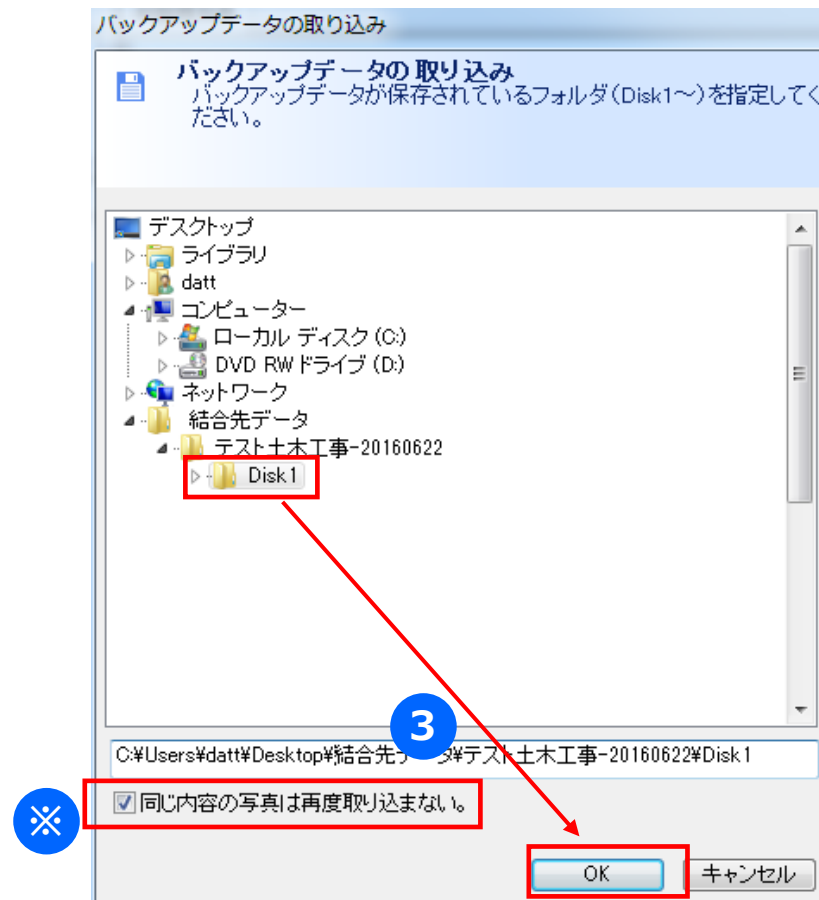 バックアップデータの取り込み
バックアップデータの取り込み
バックアップデータが保存されているフォルダ(Disk1～)を指定してく
ださい。
デスクトップ
ライブラリ
datt
コンピューター
ローカル ディスク (C:)
DVD RW ドライブ (D:)
ネットワーク
結合先データ
テスト土木工事-20160622
Disk1
3
C:¥Users¥datt¥Desktop¥結合先データ¥テスト土木工事-20160622¥Disk1
※
同じ内容の写真は再度取り込まない。
OK
キャンセル